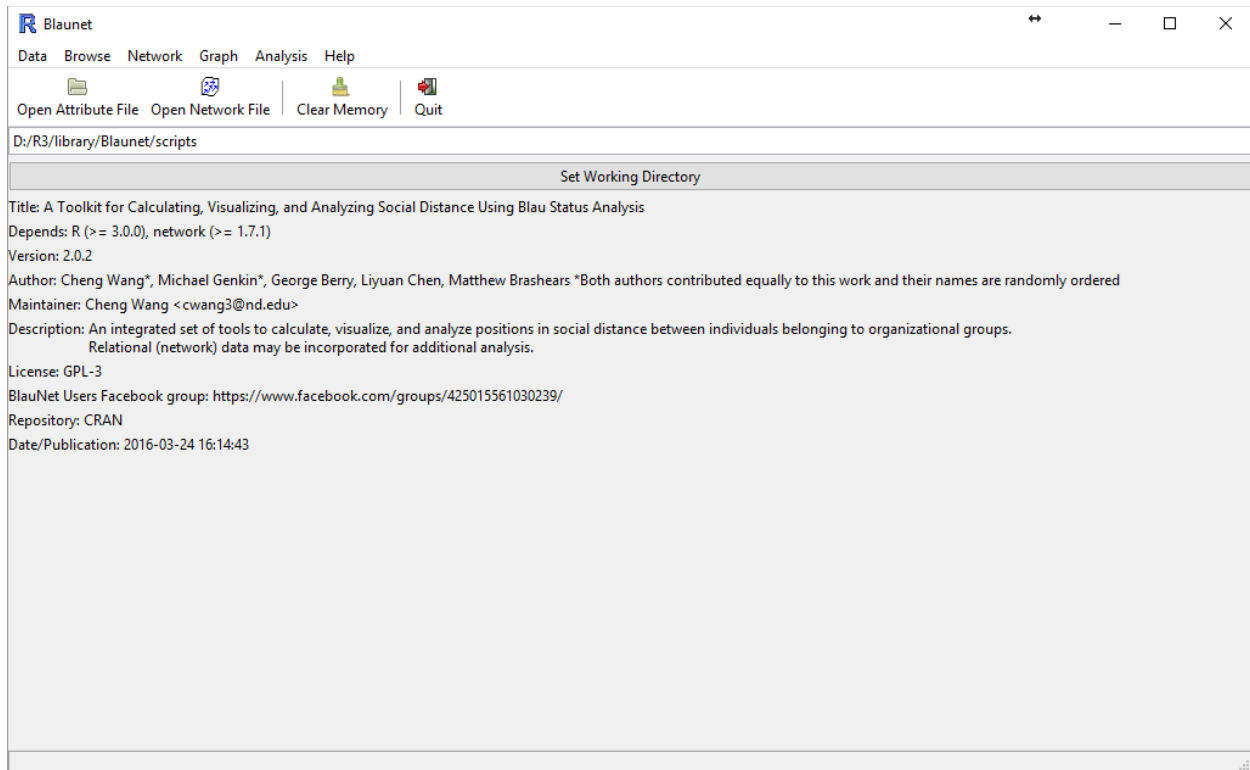 Blaunet
Data Browse Network Graph Analysis Help
Open Attribute File Open Network File Clear Memory Quit
D:/R3/library/Blaunet/scripts
Set Working Directory
Title: A Toolkit for Calculating, Visualizing, and Analyzing Social Distance Using Blau Status Analysis
Depends: R (>= 3.0.0), network (>= 1.7.1)
Version: 2.0.2
Author: Cheng Wang*, Michael Genkin*, George Berry, Liyuan Chen, Matthew Brashears *Both authors contributed equally to this work and their names are randomly ordered
Maintainer: Cheng Wang <cwang3@nd.edu>
Description: An integrated set of tools to calculate, visualize, and analyze positions in social distance between individuals belonging to organizational groups.
Relational (network) data may be incorporated for additional analysis.
License: GPL-3
BlauNet Users Facebook group: https://www.facebook.com/groups/425015561030239/
Repository: CRAN
Date/Publication: 2016-03-24 16:14:43